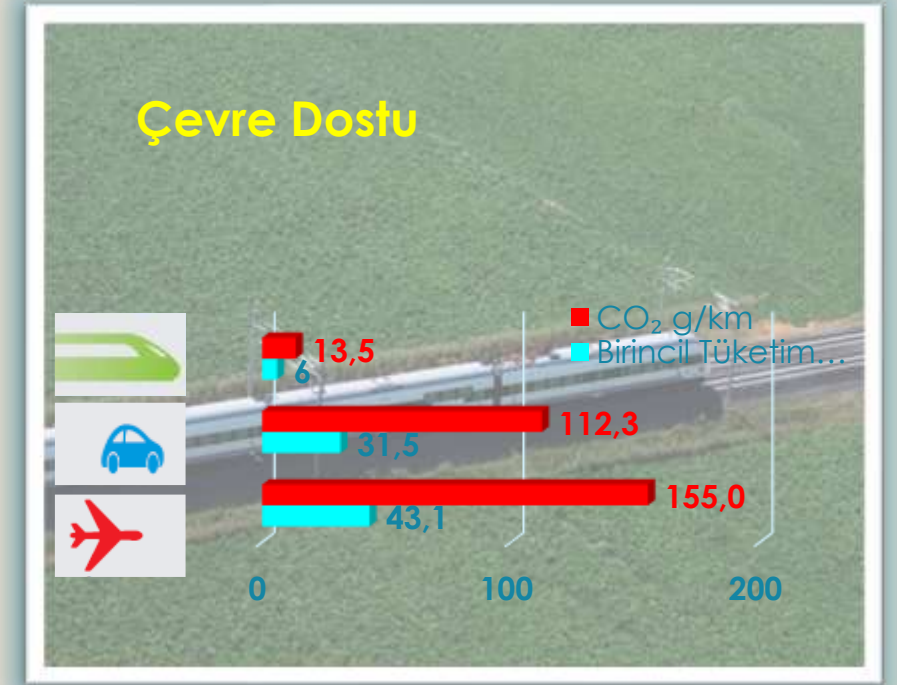 Çevre Dostu
CO₂ g/km
Birincil Tüketim...
13,5
6
112,3
31,5
155,0
43,1
0 100 200